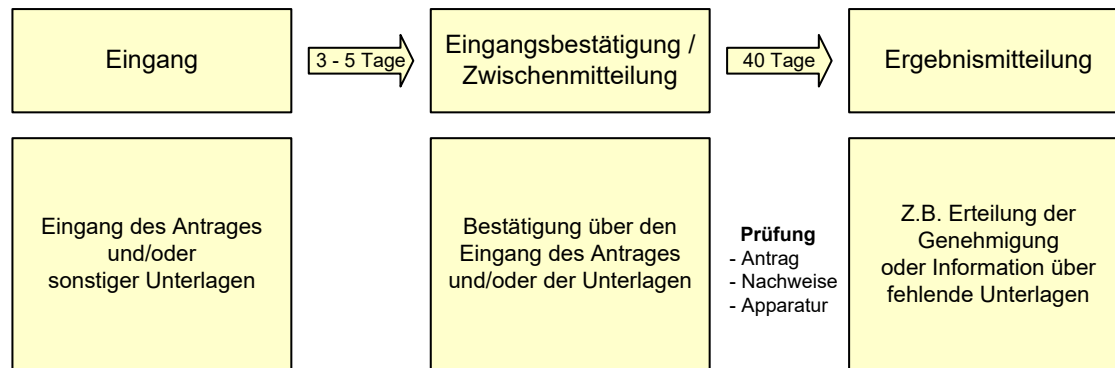 Eingang
3 - 5 Tage
Eingangsbestätigung /
Zwischenmitteilung
40 Tage
Ergebnismitteilung
Eingang des Antrages
und/oder
sonstiger Unterlagen
Bestätigung über den
Eingang des Antrages
und/oder der Unterlagen
Prüfung
- Antrag
- Nachweise
- Apparatur
Z.B. Erteilung der
Genehmigung
oder Information über
fehlende Unterlagen